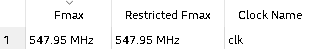 Fmax Restricted Fmax Clock Name
1 547.95 MHz 547.95 MHz clk